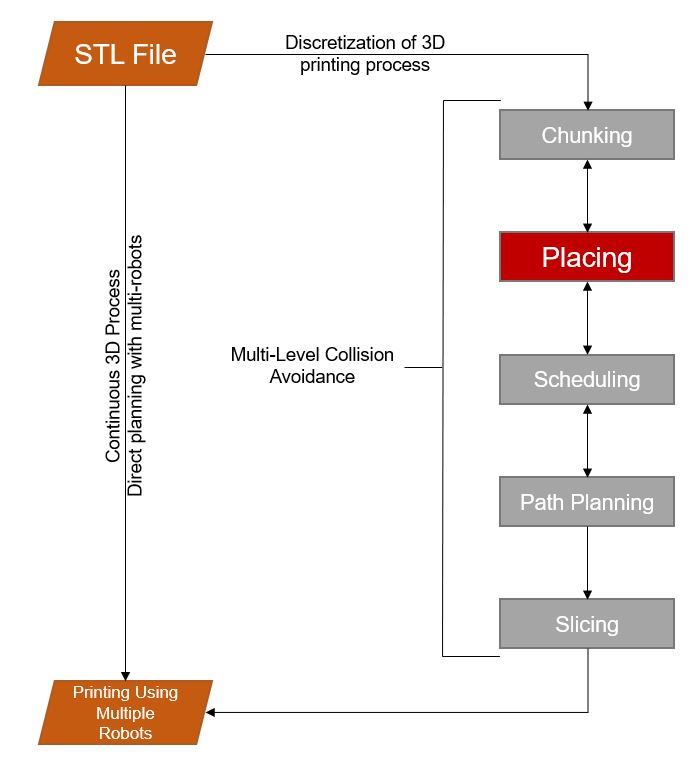 STL File
Discretization of 3D
printing process
Chunking
Placing
Continuous 3D Process
Direct planning with multi-robots
Multi-Level Collision
Avoidance
Scheduling
Path Planning
Slicing
Printing Using
Multiple
Robots